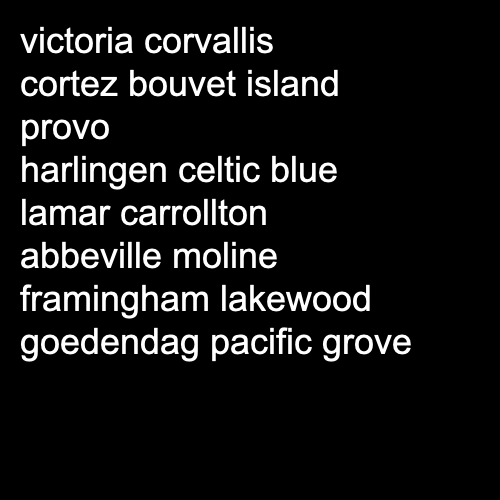 victoria corvallis
cortez bouvet island
provo
harlingen celtic blue
lamar carrollton
abbeville moline
framingham lakewood
goedendag pacific grove